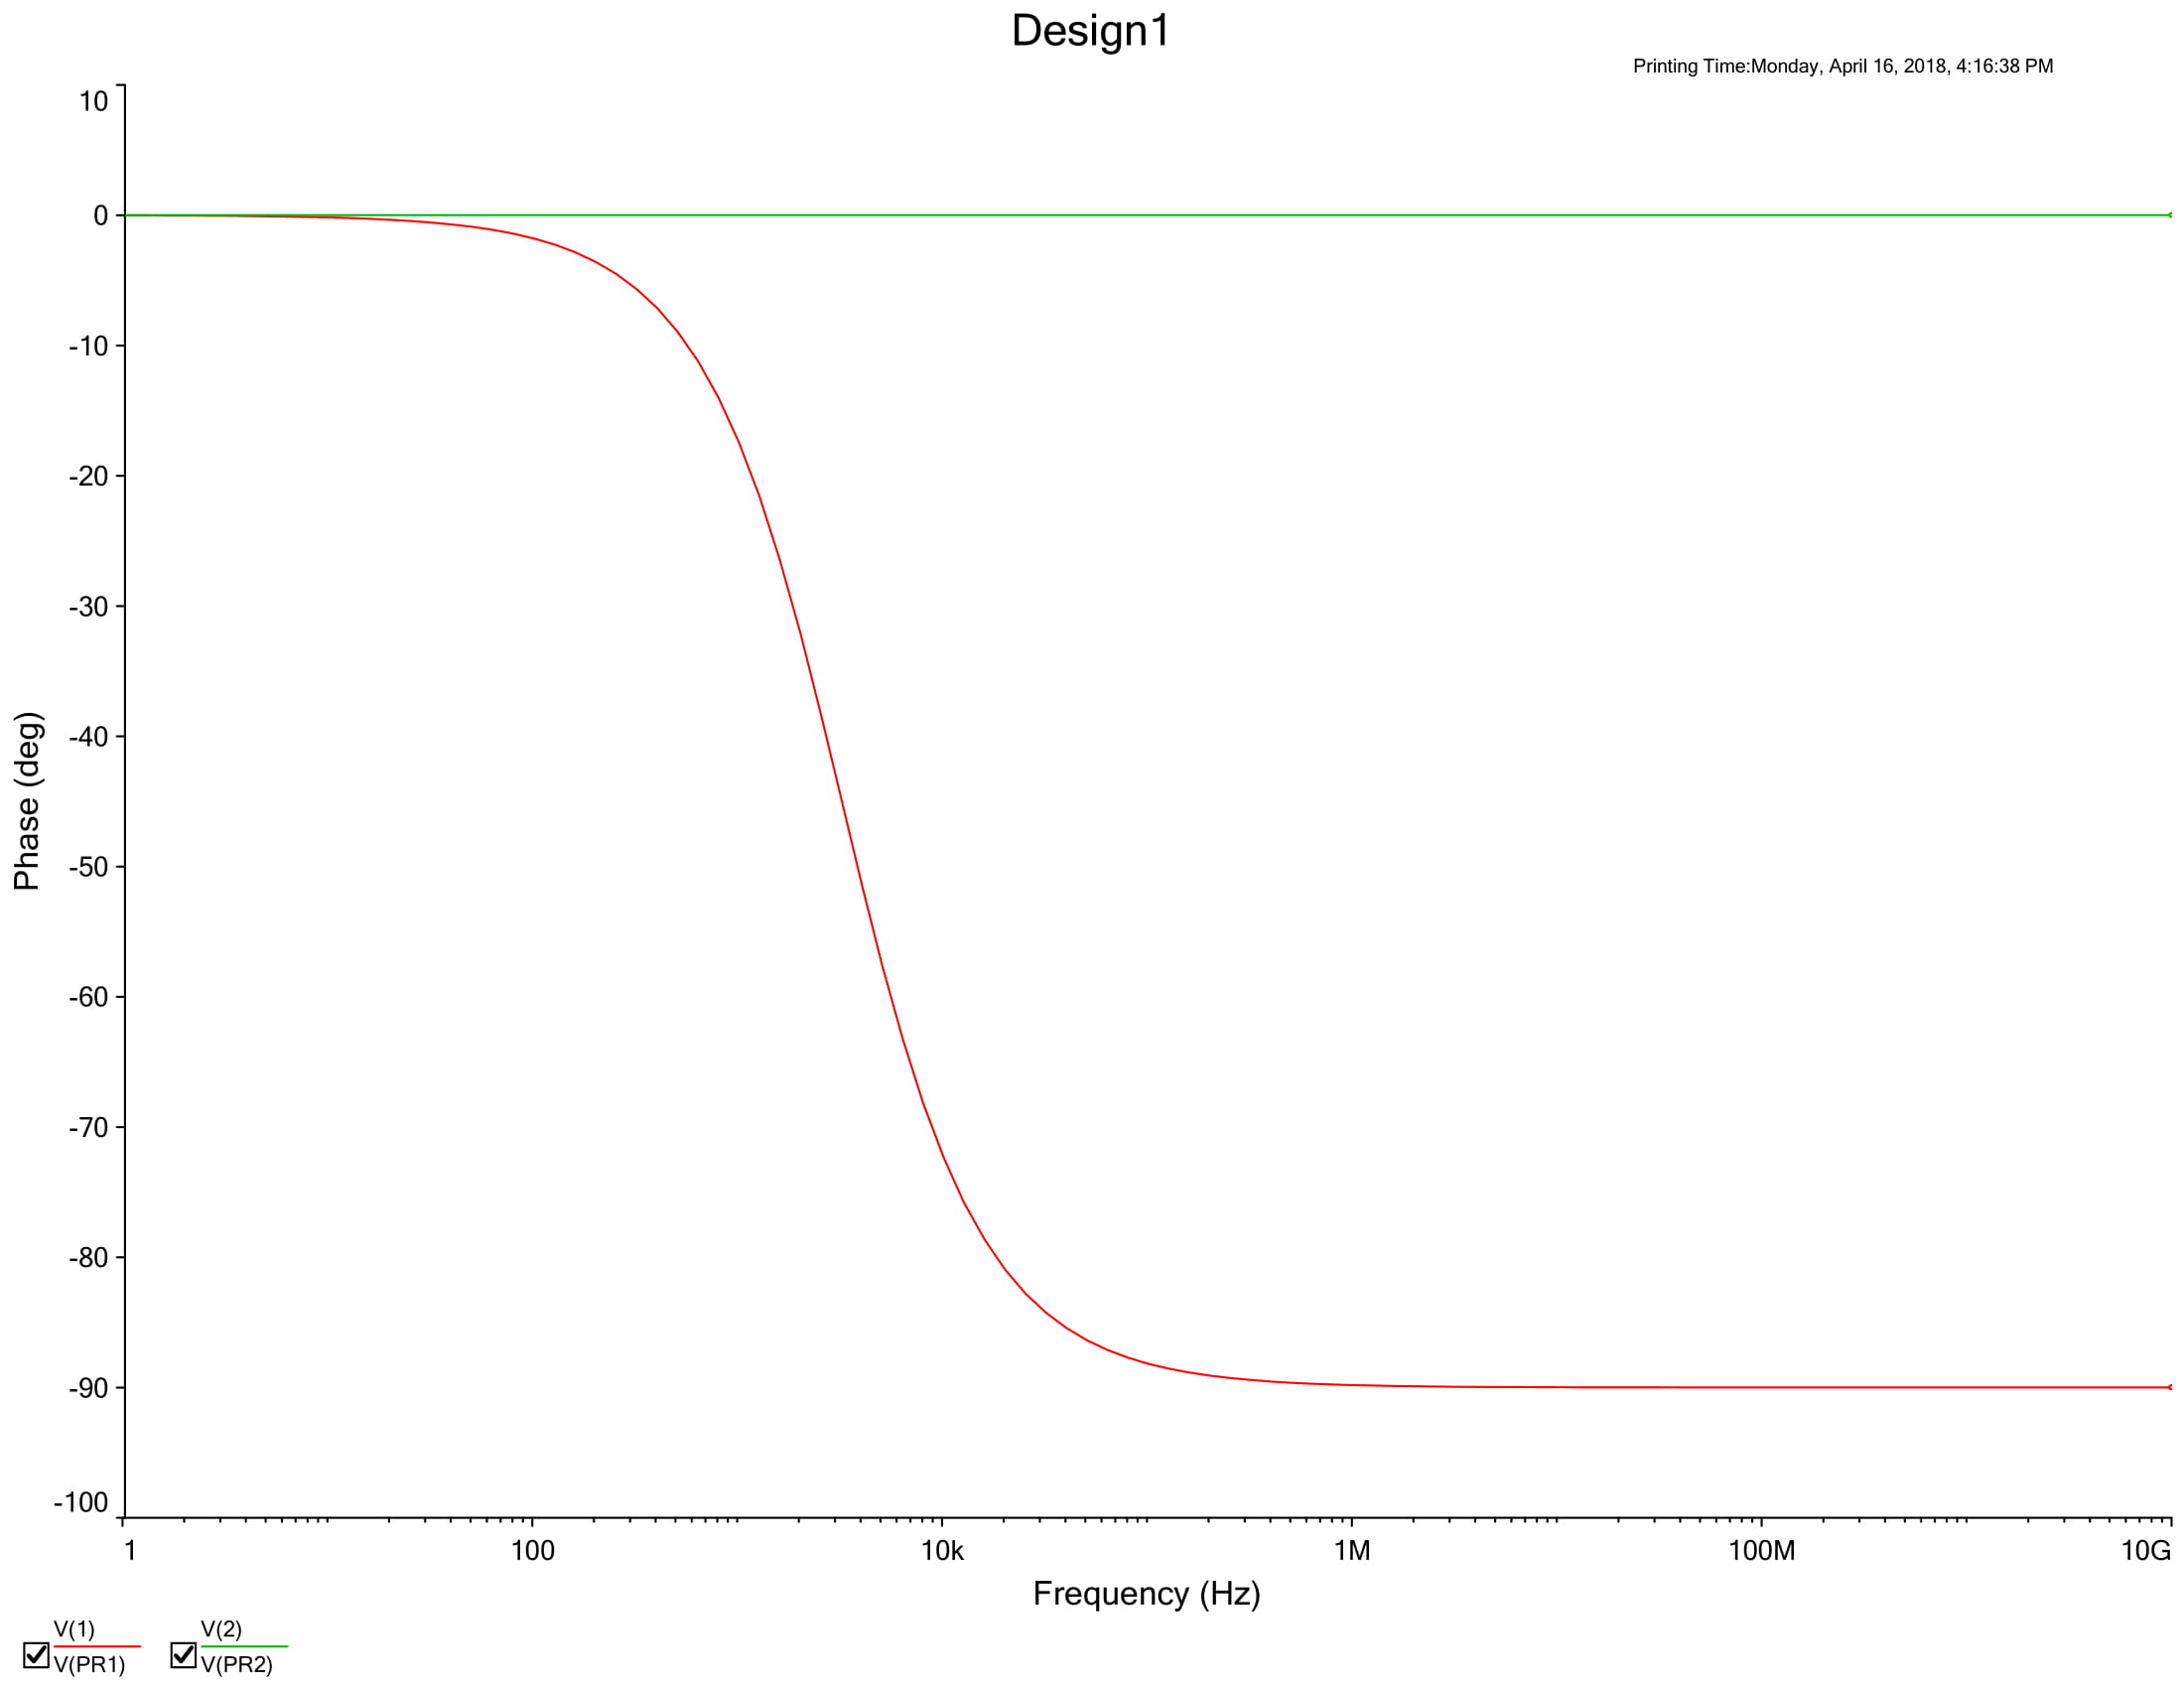 Design1
Printing Time:Monday, April 16, 2018, 4:16:38 PM
10
0
-10
-20
-30
-40
-50
-60
-70
-80
-90
-100
Phase (deg)
1 100 10k 1M 100M 10G
Frequency (Hz)
V(1) V(2)
V(PR1) V(PR2)